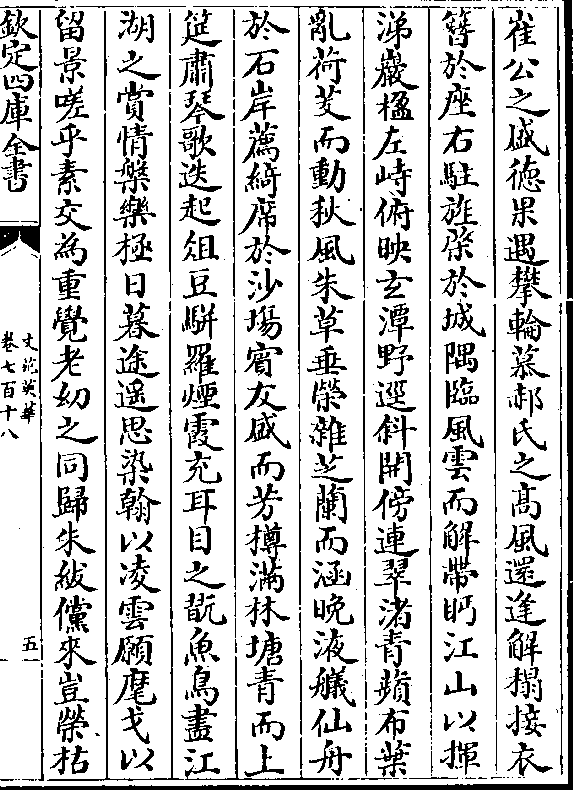 崔公之盛徳果遇攀輪慕郝氏之髙風還逢解榻接衣
簪於座右駐旌棨於城隅臨風雲而解帶眄江山以揮
涕巖楹左峙俯映玄潭野逕斜開傍連翠渚青蘋布葉
亂荷芰而動秋風朱草垂榮雜芝蘭而涵晚液艤仙舟
於石岸薦綺席於沙場賓友盛而芳樽滿林塘青而上
筵肅琴歌迭起俎豆駢羅煙霞充耳目之翫魚鳥盡江
湖之賞情槃樂極日暮途遥思染翰以凌雲願麾戈以
留景嗟乎素交為重覺老幼之同歸朱紱儻來豈榮枯
欽定四庫全書
文苑英華
卷七百十八
五